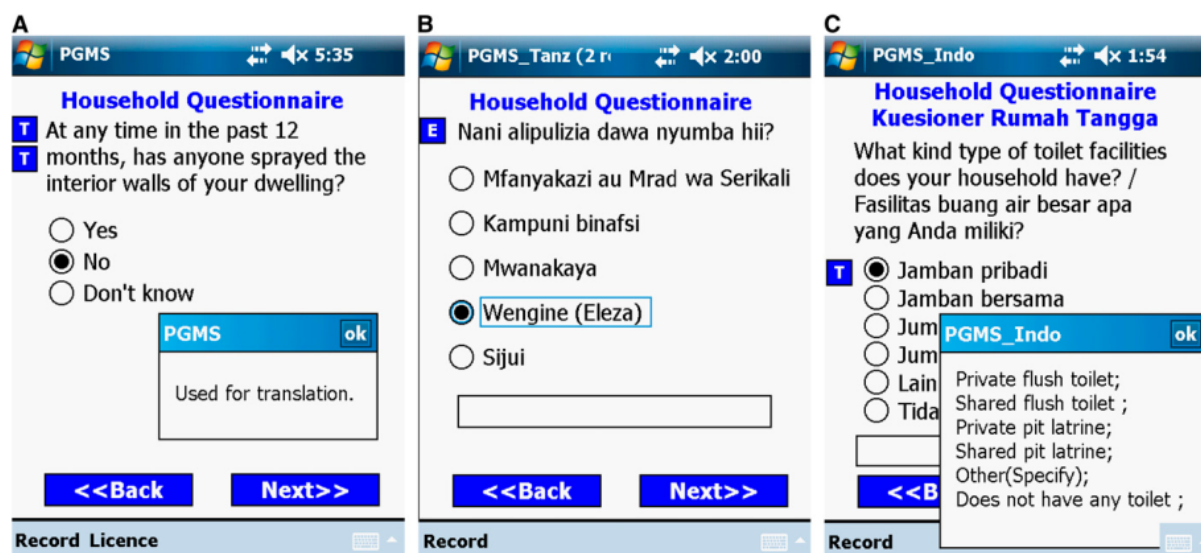 A
PGMS
5:35
Household Questionnaire
T At any time in the past 12
T months, has anyone sprayed the
interior walls of your dwelling?
Yes
No
Don't know
PGMS ok
Used for translation.
<<Back Next>>
Record Licence
B
PGMS_Tanz (2 r
2:00
Household Questionnaire
E Nani alipulizia dawa nyumba hii?
Mfanyakazi au Mrad wa Serikali
Kampuni binafsi
Mwanakaya
Wengine (Eleza)
Sijui
<<Back Next>>
Record
C
PGMS_Indo
1:54
Household Questionnaire
Kuesioner Rumah Tangga
What kind type of toilet facilities
does your household have? /
Fasilitas buang air besar apa
yang Anda miliki?
T Jamban pribadi
Jamban bersama
Jum
Jum
Lain
Tida
PGMS_Indo ok
Private flush toilet;
Shared flush toilet ;
Private pit latrine;
Shared pit latrine;
Other(Specify);
Does not have any toilet ;
<<B
Record